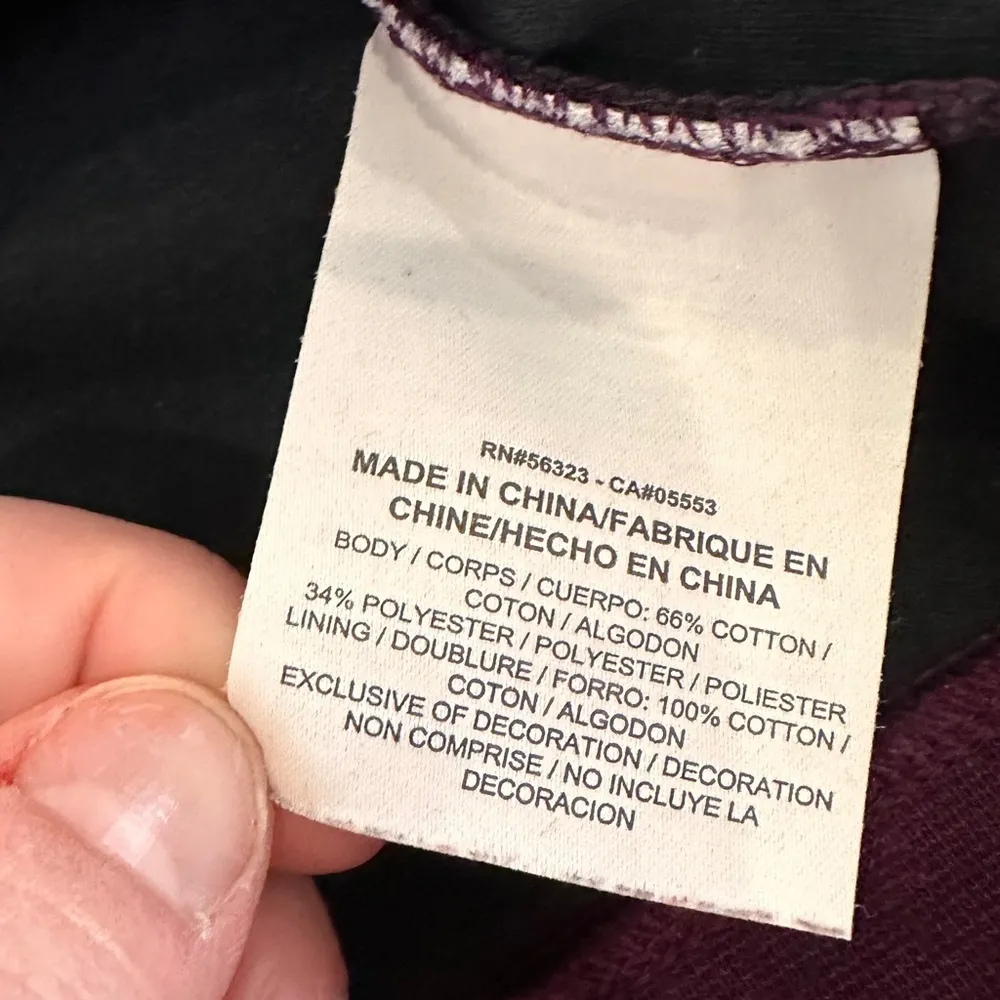 RN#56323 - CA#05553
MADE IN CHINA/FABRIQUE EN
CHINE/HECHO EN CHINA
BODY / CORPS / CUERPO: 66% COTTON /
COTON / ALGODON
34% POLYESTER / POLYESTER / POLIESTER
LINING / DOUBLURE / FORRO: 100% COTTON /
COTON / ALGODON
EXCLUSIVE OF DECORATION / DECORATION
NON COMPRISE / NO INCLUYE LA
DECORACION